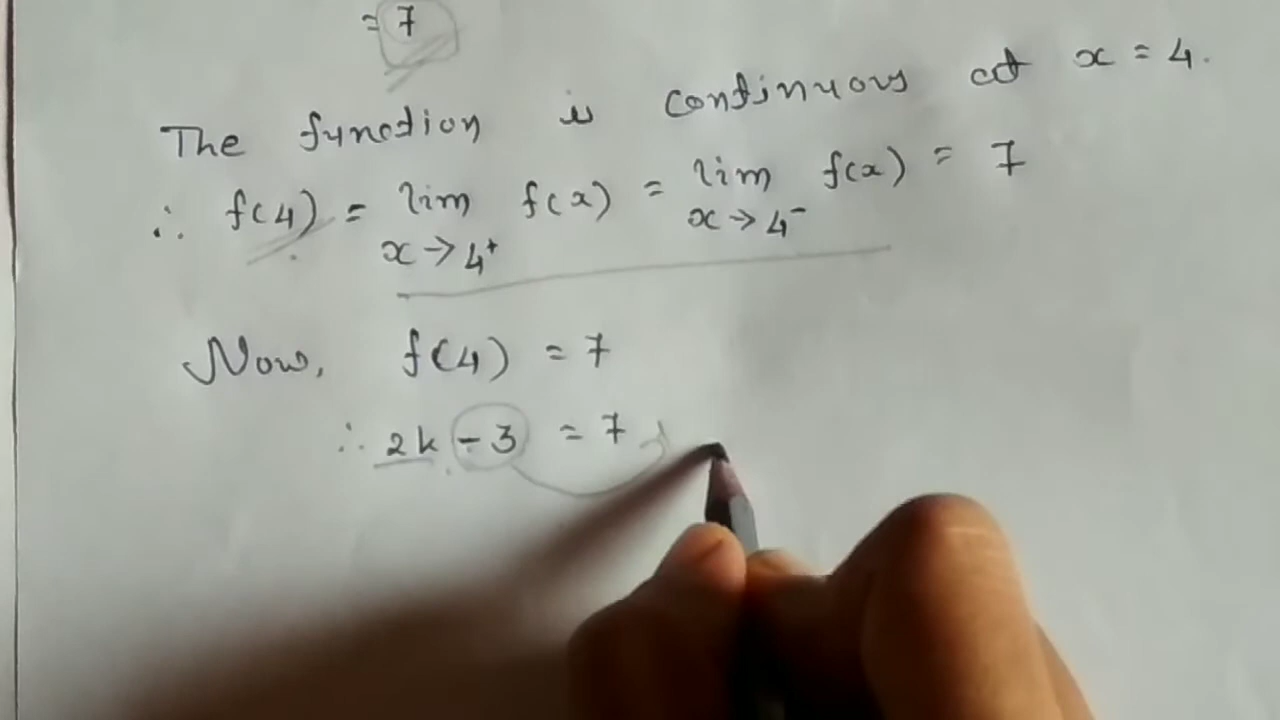 = 7
The function is continuous at x = 4.
∴ f(4) = lim f(x) = lim f(x) = 7
x → 4⁺ x → 4⁻
Now, f(4) = 7
∴ 2k - 3 = 7